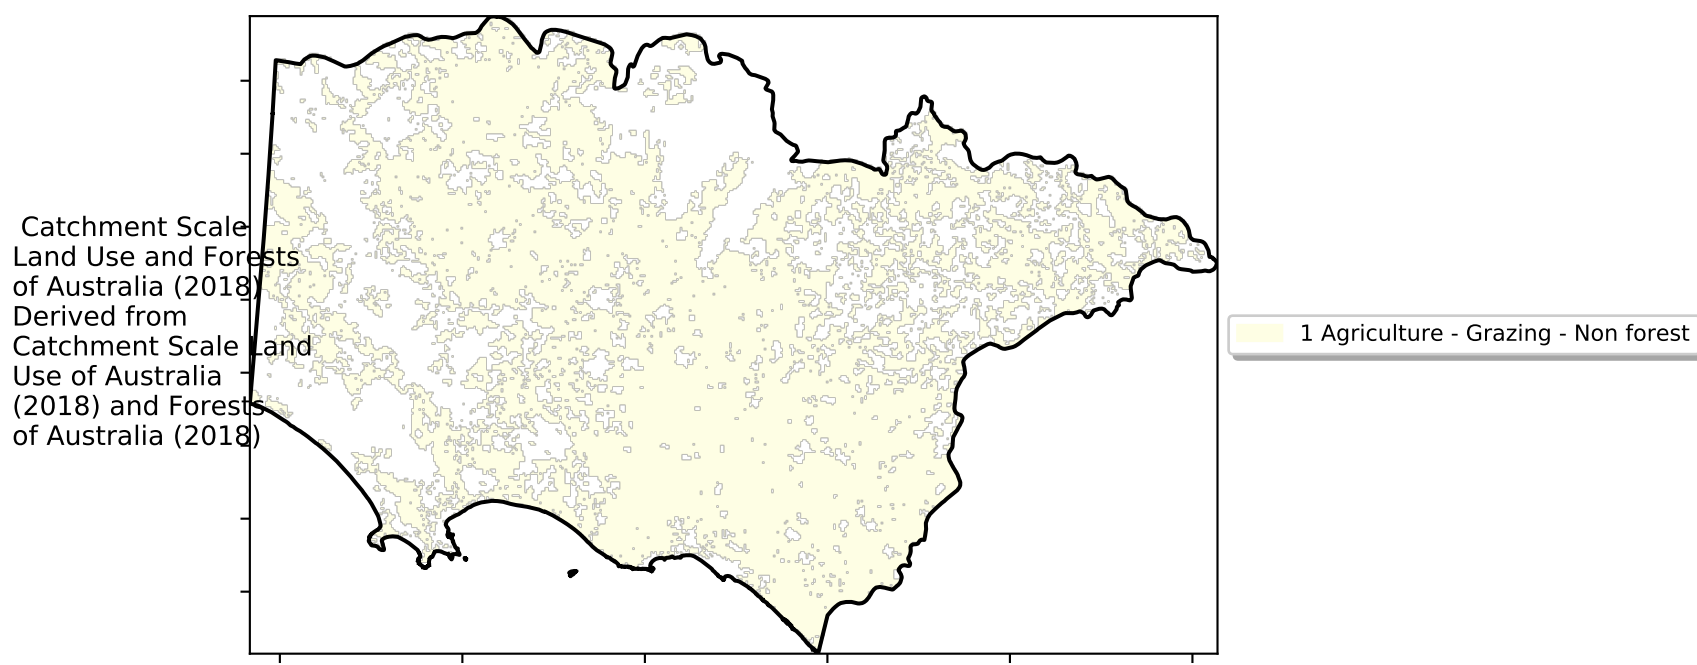 Catchment Scale
Land Use and Forests
of Australia (2018)
Derived from
Catchment Scale Land
Use of Australia
(2018) and Forests
of Australia (2018)
1 Agriculture - Grazing - Non forest